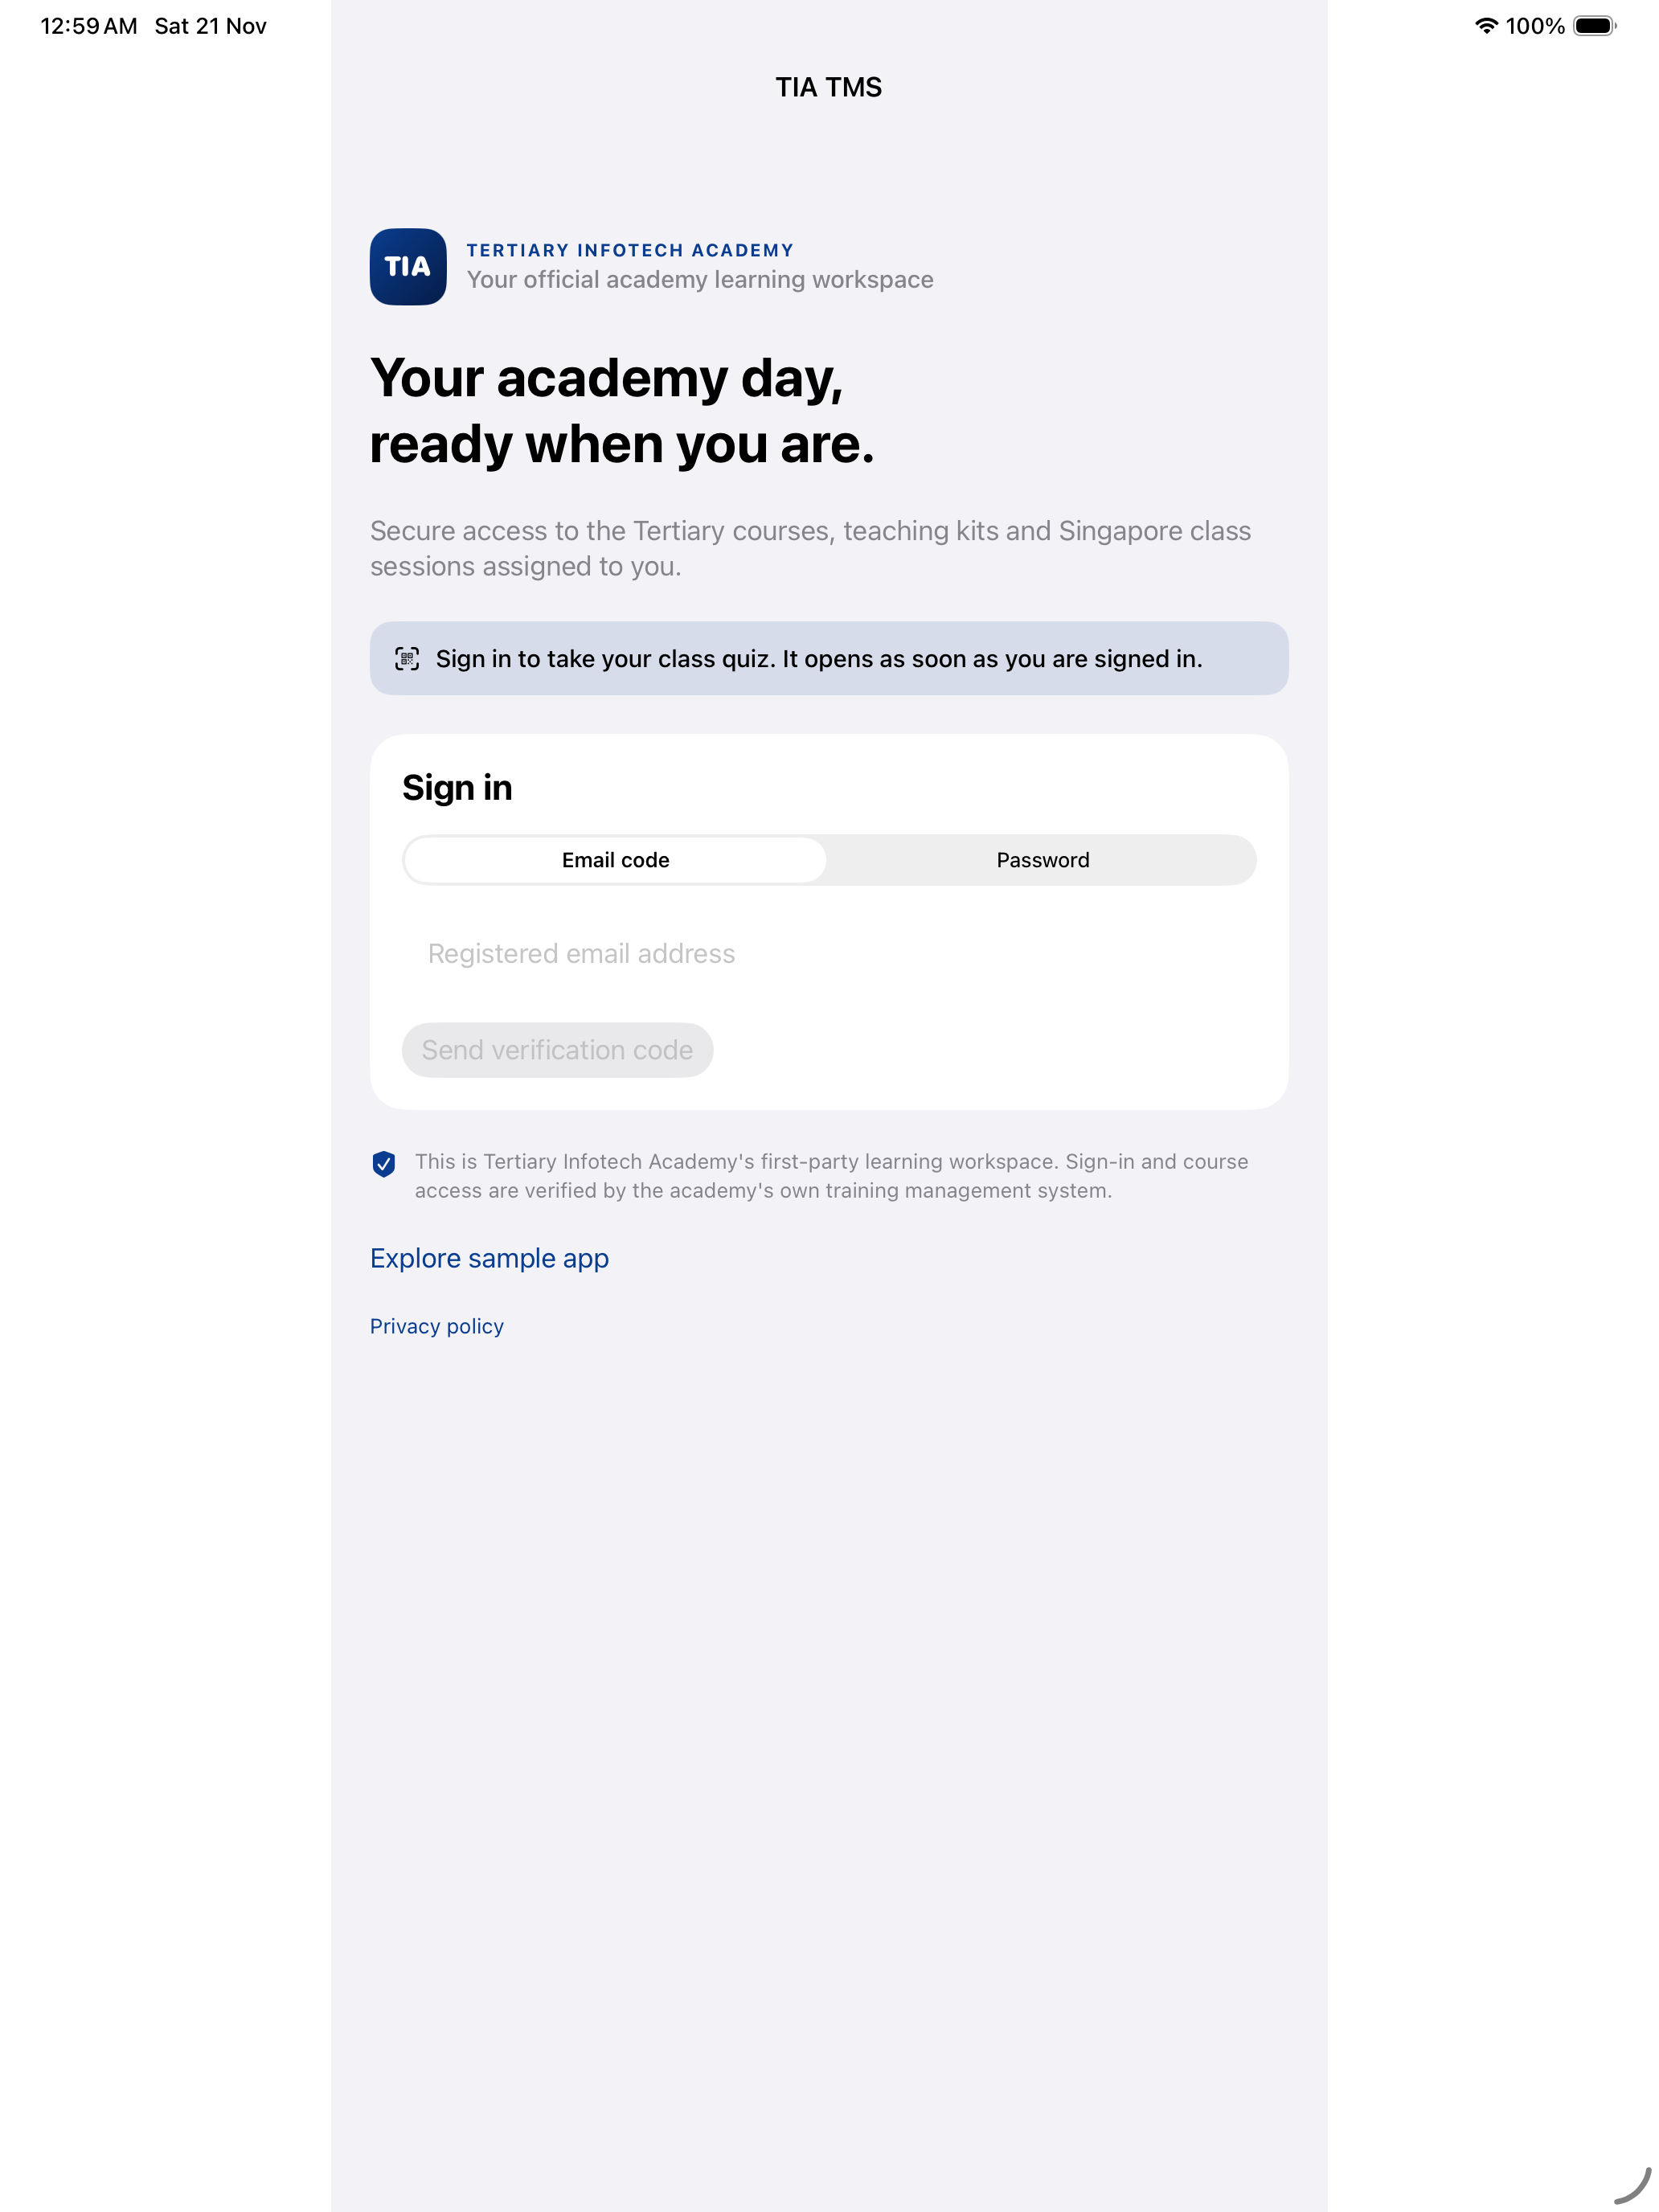 12:59 AM Sat 21 Nov
100%
TIA TMS
TIA
TERTIARY INFOTECH ACADEMY
Your official academy learning workspace
Your academy day,
ready when you are.
Secure access to the Tertiary courses, teaching kits and Singapore class
sessions assigned to you.
Sign in to take your class quiz. It opens as soon as you are signed in.
Sign in
Email code
Password
Registered email address
Send verification code
This is Tertiary Infotech Academy's first-party learning workspace. Sign-in and course
access are verified by the academy's own training management system.
Explore sample app
Privacy policy